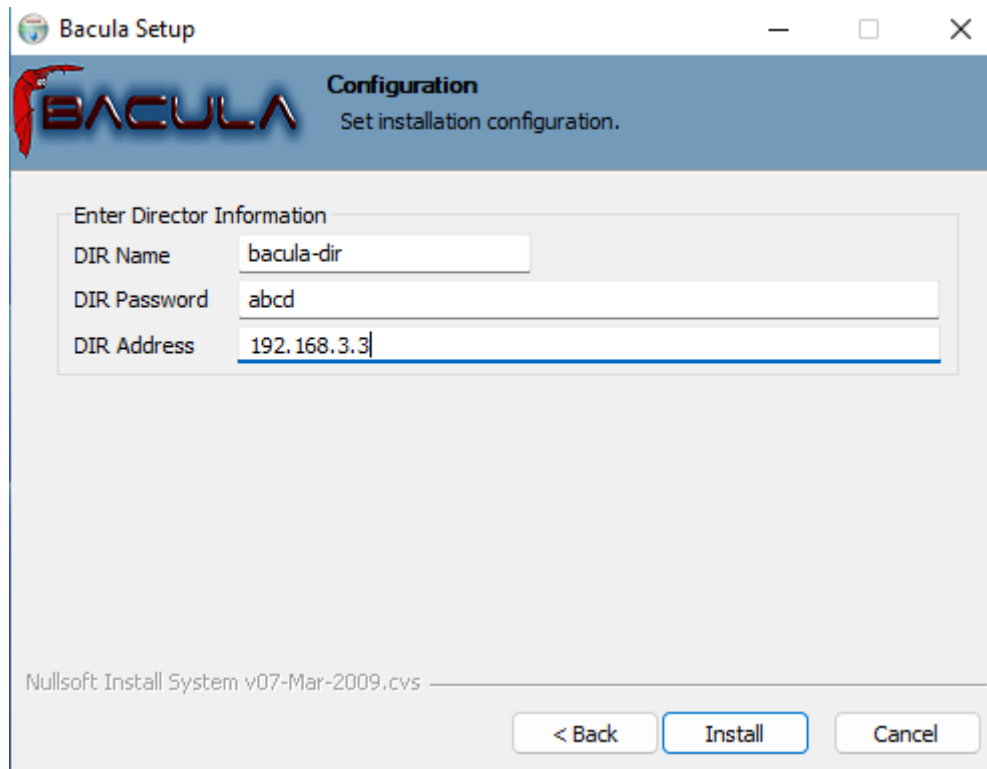 Bacula Setup
BACULA
Configuration
Set installation configuration.
Enter Director Information
DIR Name bacula-dir
DIR Password abcd
DIR Address 192.168.3.3
Nullsoft Install System v07-Mar-2009.cvs
< Back Install Cancel